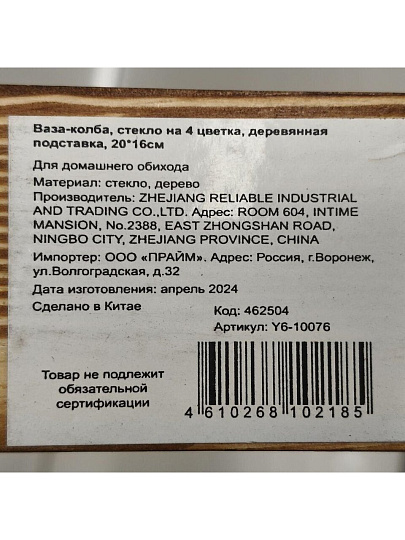 Ваза-колба, стекло на 4 цветка, деревянная
подставка, 20*16см
Для домашнего обихода
Материал: стекло, дерево
Производитель: ZHEJIANG RELIABLE INDUSTRIAL
AND TRADING CO.,LTD. Адрес: ROOM 604, INTIME
MANSION, No.2388, EAST ZHONGSHAN ROAD,
NINGBO CITY, ZHEJIANG PROVINCE, CHINA
Импортер: ООО «ПРАЙМ». Адрес: Россия, г.Воронеж,
ул.Волгоградская, д.32
Дата изготовления: апрель 2024
Сделано в Китае
Код: 462504
Артикул: Y6-10076
Товар не подлежит
обязательной
сертификации
4 610268 102185